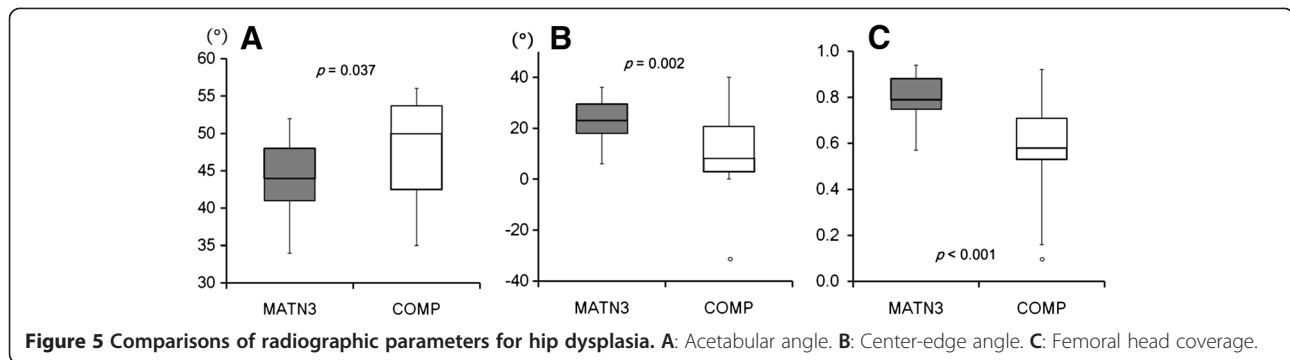 (°) A
60
55
50
45
40
35
30
p = 0.037
MATN3 COMP
(°) B
40
20
0
-20
-40
p = 0.002
MATN3 COMP
C
1.0
0.8
0.6
0.4
0.2
0.0
p < 0.001
MATN3 COMP
Figure 5 Comparisons of radiographic parameters for hip dysplasia. A: Acetabular angle. B: Center-edge angle. C: Femoral head coverage.